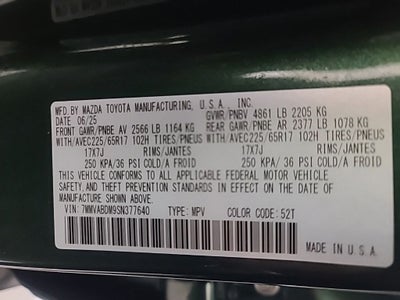 MFD. BY MAZDA TOYOTA MANUFACTURING, U.S.A., INC.
DATE 06/25 GVWR/PNBV 4861 LB 2205 KG
FRONT GAWR/PNBE AV 2566 LB 1164 KG REAR GAWR/PNBE AR 2377 LB 1078 KG
WITH/AVEC225/65R17 102H TIRES/PNEUS WITH/AVEC225/65R17 102H TIRES/PNEUS
17X7J RIMS/JANTES 17X7J RIMS/JANTES
250 KPA/36 PSI COLD/A FROID 250 KPA/36 PSI COLD/A FROID
THIS VEHICLE CONFORMS TO ALL APPLICABLE FEDERAL MOTOR VEHICLE
SAFETY, AND THEFT PREVENTION STANDARDS IN EFFECT ON THE DATE OF
MANUFACTURE SHOWN ABOVE.
VIN: 7MMVABDM9SN377640 TYPE: MPV COLOR CODE: 52T
MADE IN U.S.A.